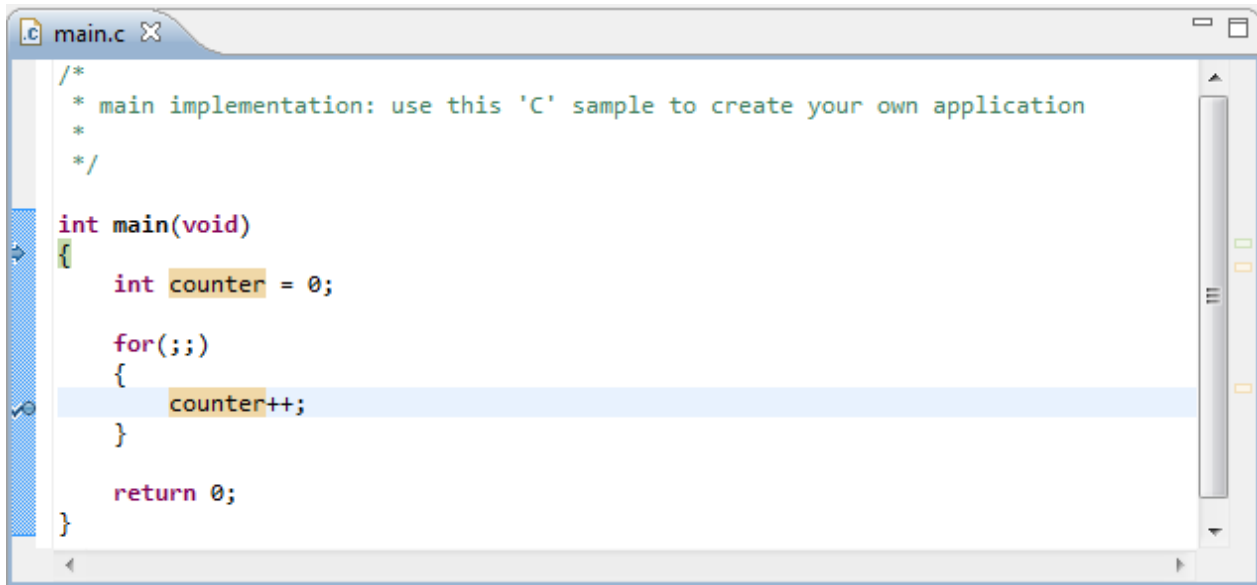 .c main.c
/*
 * main implementation: use this 'C' sample to create your own application
 *
 */
int main(void)
{
    int counter = 0;
    for(;;)
    {
        counter++;
    }
    return 0;
}